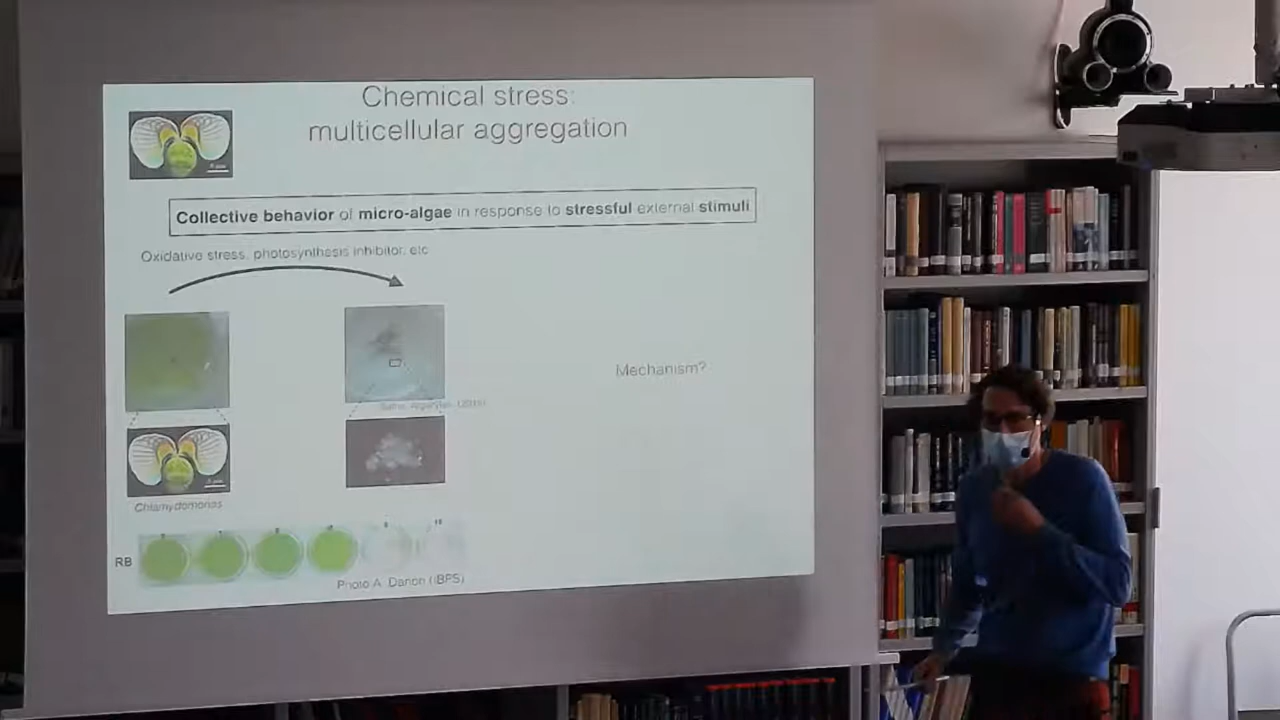 Chemical stress:
multicellular aggregation
Collective behavior of micro-algae in response to stressful external stimuli
Oxidative stress, photosynthesis inhibitor, etc
Mechanism?
Chlamydomonas
RB
Photo A. Danon (IBPS)